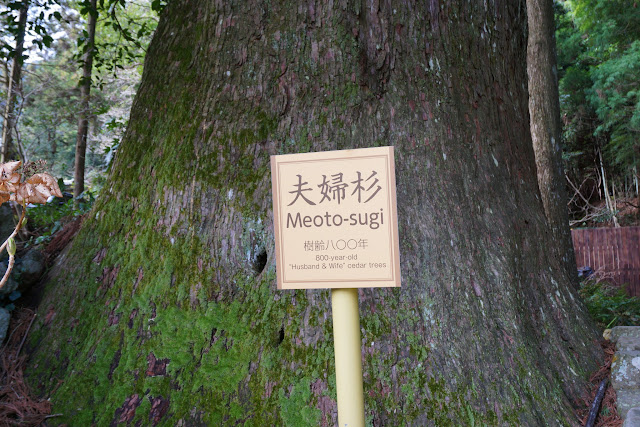 夫婦杉
Meoto-sugi
樹齢八〇〇年
800-year-old
"Husband & Wife" cedar trees